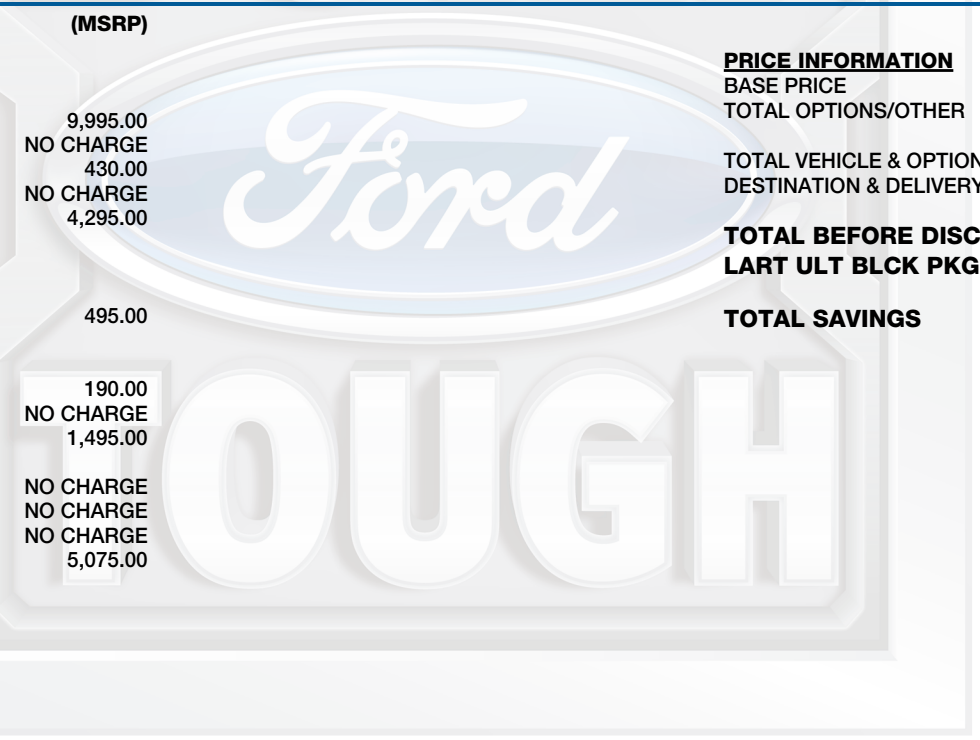 (MSRP)
9,995.00
NO CHARGE
430.00
NO CHARGE
4,295.00
495.00
190.00
NO CHARGE
1,495.00
NO CHARGE
NO CHARGE
NO CHARGE
5,075.00
PRICE INFORMATION
BASE PRICE
TOTAL OPTIONS/OTHER
TOTAL VEHICLE & OPTION
DESTINATION & DELIVERY
TOTAL BEFORE DISC
LART ULT BLCK PKG
TOTAL SAVINGS
Ford
TOUGH